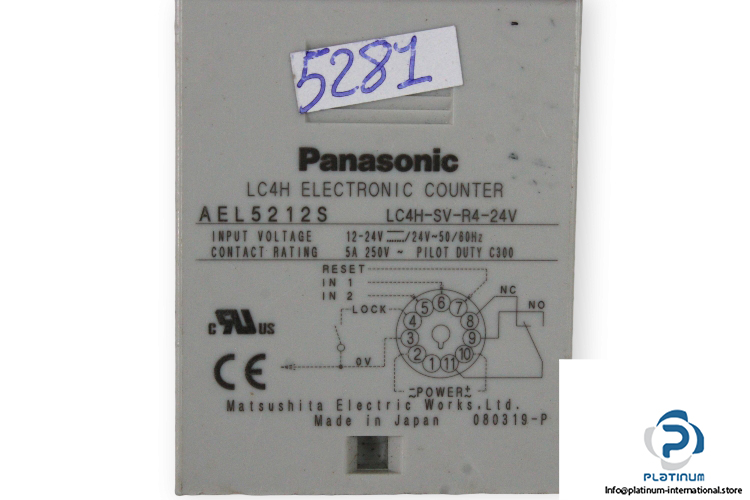 5281
Panasonic
LC4H ELECTRONIC COUNTER
AEL5212S LC4H-SV-R4-24V
INPUT VOLTAGE 12-24V ⎓/24V~50/60Hz
CONTACT RATING 5A 250V ~ PILOT DUTY C300
RESET
IN 1
IN 2
LOCK
NC
NO
5 6 7
4 8
3 9
2 10
1 11
0V
~POWER±
c UR US
CE
Matsushita Electric Works.Ltd.
Made in Japan 080319-P
PLATINUM
Info@platinum-international.store